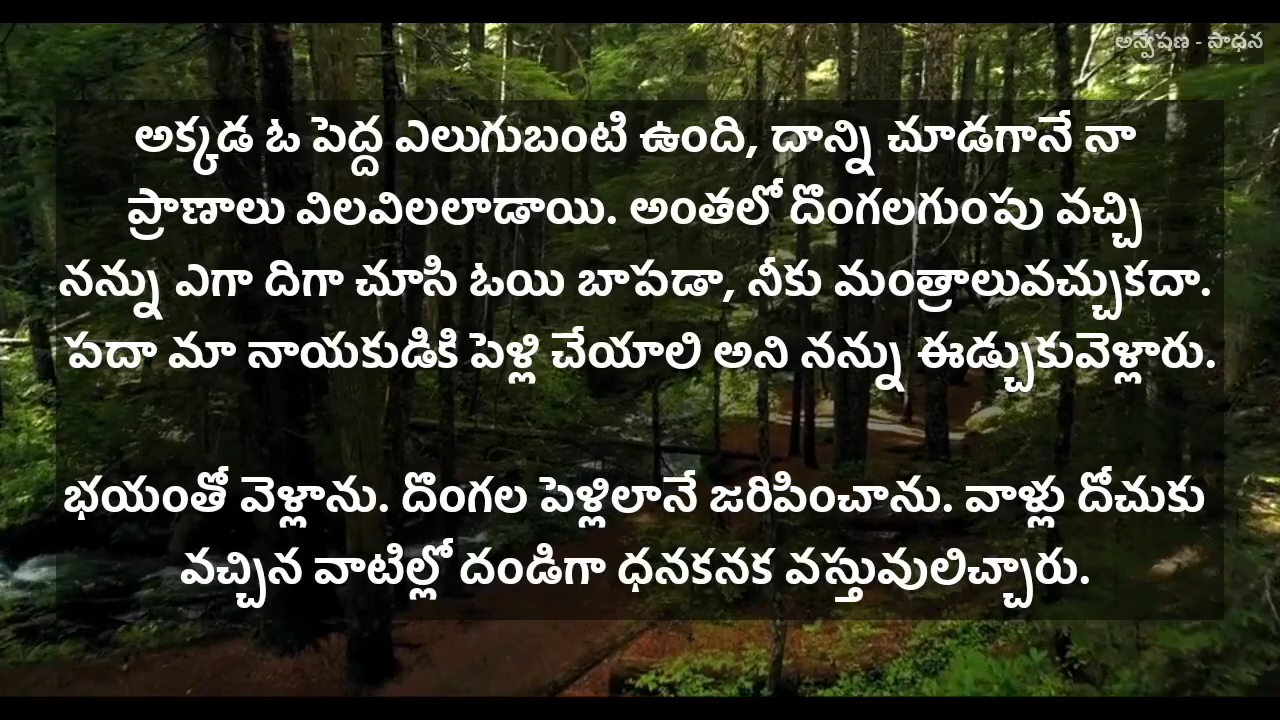 అన్వేషణ - సాధన
అక్కడ ఓ పెద్ద ఎలుగుబంటి ఉంది, దాన్ని చూడగానే నా
ప్రాణాలు విలవిలలాడాయి. అంతలో దొంగలగుంపు వచ్చి
నన్ను ఎగా దిగా చూసి ఓయి బాపడా, నీకు మంత్రాలువచ్చుకదా.
పదా మా నాయకుడికి పెళ్లి చేయాలి అని నన్ను ఈడ్చుకువెళ్లారు.
భయంతో వెళ్లాను. దొంగల పెళ్లిలానే జరిపించాను. వాళ్లు దోచుకు
వచ్చిన వాటిల్లో దండిగా ధనకనక వస్తువులిచ్చారు.